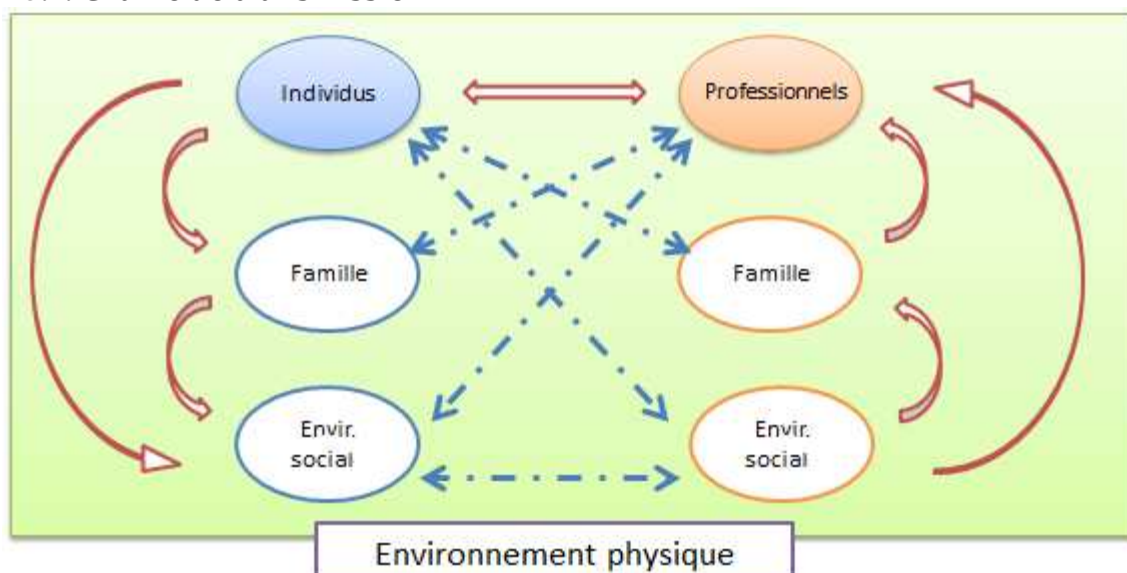 Individus
Professionnels
Famille
Famille
Envir.
social
Envir.
social
Environnement physique